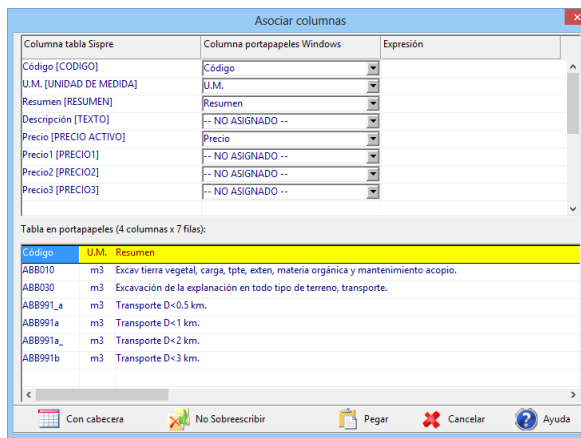 Asociar columnas
Columna tabla Sispre Columna portapapeles Windows Expresión
Código [CODIGO] Código
U.M. [UNIDAD DE MEDIDA] U.M.
Resumen [RESUMEN] Resumen
Descripción [TEXTO] -- NO ASIGNADO --
Precio [PRECIO ACTIVO] Precio
Precio1 [PRECIO1] -- NO ASIGNADO --
Precio2 [PRECIO2] -- NO ASIGNADO --
Precio3 [PRECIO3] -- NO ASIGNADO --
Tabla en portapapeles (4 columnas x 7 filas):
Código U.M. Resumen
ABB010 m3 Excav tierra vegetal, carga, tpte, exten, materia orgánica y mantenimiento acopio.
ABB030 m3 Excavación de la explanación en todo tipo de terreno, transporte.
ABB991_a m3 Transporte D<0.5 km.
ABB991a m3 Transporte D<1 km.
ABB991a_ m3 Transporte D<2 km.
ABB991b m3 Transporte D<3 km.
Con cabecera No Sobreescribir Pegar Cancelar Ayuda